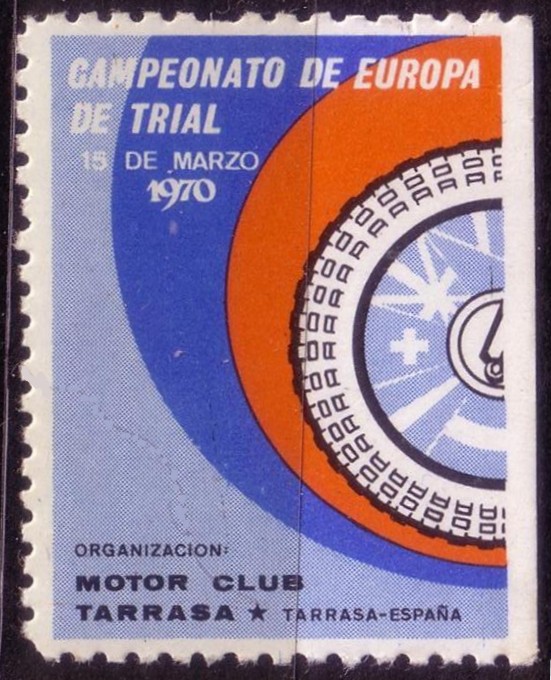 CAMPEONATO DE EUROPA
DE TRIAL
15 DE MARZO
1970
ORGANIZACION:
MOTOR CLUB
TARRASA ★ TARRASA-ESPAÑA